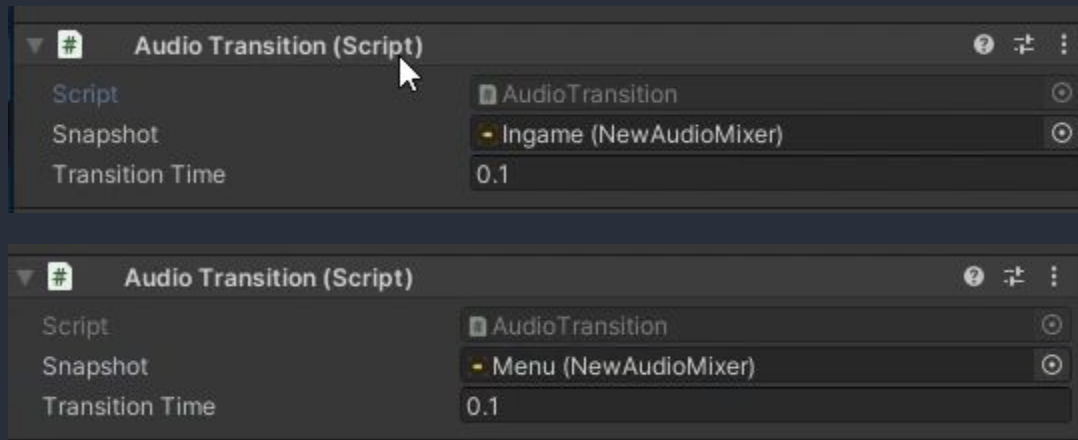 Audio Transition (Script)
Script AudioTransition
Snapshot Ingame (NewAudioMixer)
Transition Time 0.1
Audio Transition (Script)
Script AudioTransition
Snapshot Menu (NewAudioMixer)
Transition Time 0.1